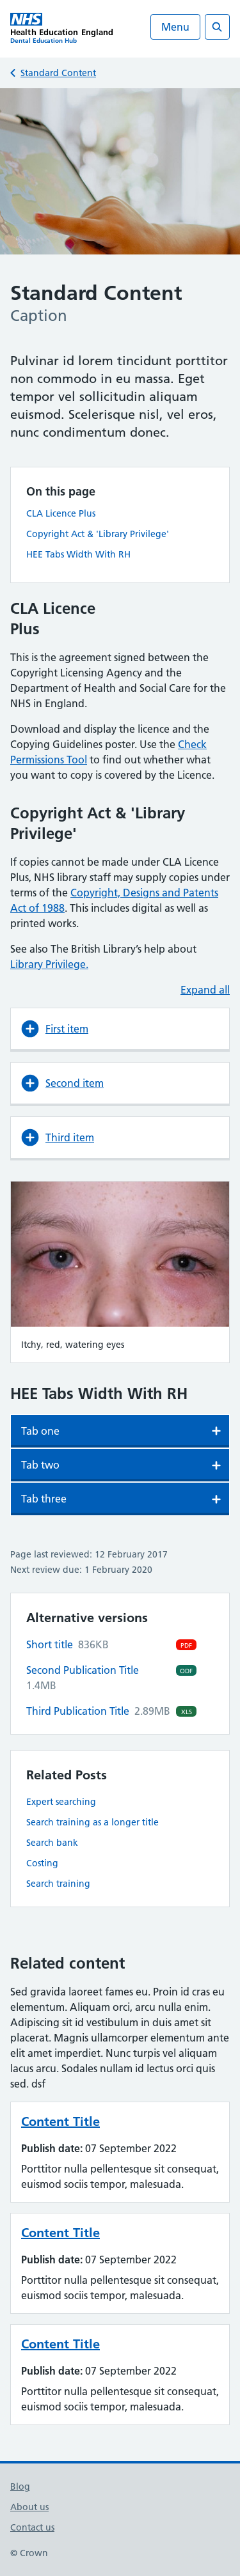 NHS
Health Education England
Dental Education Hub
Menu
Standard Content
Standard Content
Caption
Pulvinar id lorem tincidunt porttitor
non commodo in eu massa. Eget
tempor vel sollicitudin aliquam
euismod. Scelerisque nisl, vel eros,
nunc condimentum donec.
On this page
CLA Licence Plus
Copyright Act & 'Library Privilege'
HEE Tabs Width With RH
CLA Licence
Plus
This is the agreement signed between the
Copyright Licensing Agency and the
Department of Health and Social Care for the
NHS in England.
Download and display the licence and the
Copying Guidelines poster. Use the Check
Permissions Tool to find out whether what
you want to copy is covered by the Licence.
Copyright Act & 'Library
Privilege'
If copies cannot be made under CLA Licence
Plus, NHS library staff may supply copies under
terms of the Copyright, Designs and Patents
Act of 1988. This includes digital as well as
printed works.
See also The British Library's help about
Library Privilege.
Expand all
First item
Second item
Third item
Itchy, red, watering eyes
HEE Tabs Width With RH
Tab one
Tab two
Tab three
Page last reviewed: 12 February 2017
Next review due: 1 February 2020
Alternative versions
Short title 836KB PDF
Second Publication Title ODF
1.4MB
Third Publication Title 2.89MB XLS
Related Posts
Expert searching
Search training as a longer title
Search bank
Costing
Search training
Related content
Sed gravida laoreet fames eu. Proin id cras eu
elementum. Aliquam orci, arcu nulla enim.
Adipiscing sit id vestibulum in duis amet sit
placerat. Magnis ullamcorper elementum ante
elit amet imperdiet. Nunc turpis vel aliquam
lacus arcu. Sodales nullam id lectus orci quis
sed. dsf
Content Title
Publish date: 07 September 2022
Porttitor nulla pellentesque sit consequat,
euismod sociis tempor, malesuada.
Content Title
Publish date: 07 September 2022
Porttitor nulla pellentesque sit consequat,
euismod sociis tempor, malesuada.
Content Title
Publish date: 07 September 2022
Porttitor nulla pellentesque sit consequat,
euismod sociis tempor, malesuada.
Blog
About us
Contact us
© Crown